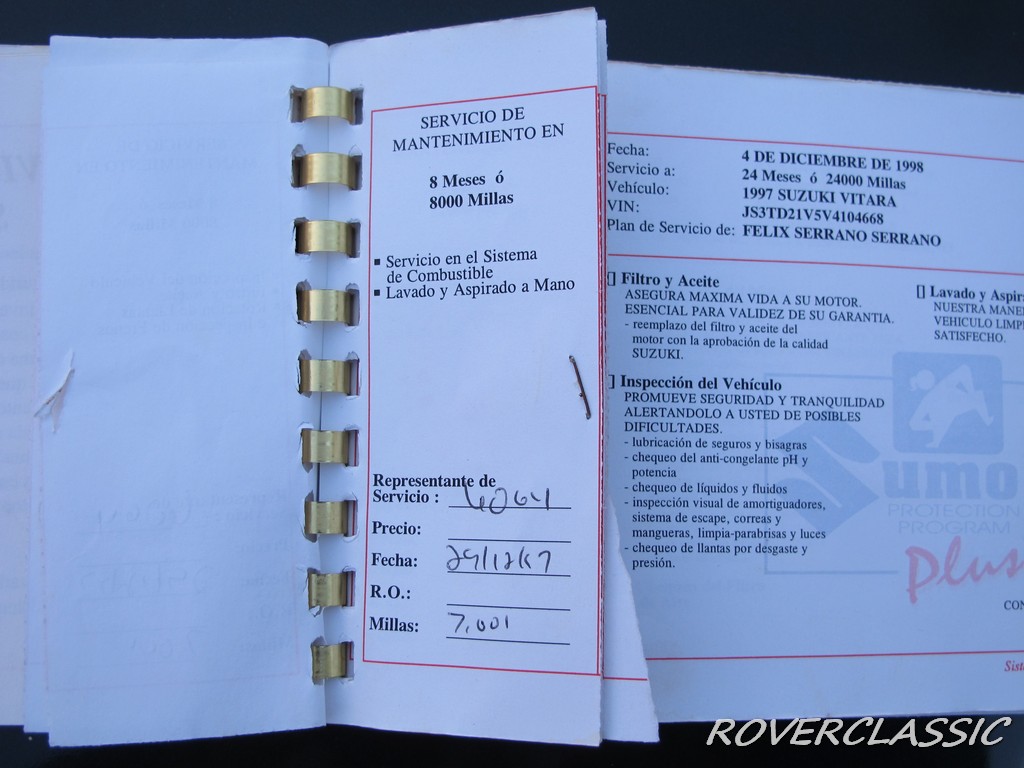 SERVICIO DE
MANTENIMIENTO EN
8 Meses ó
8000 Millas
▪ Servicio en el Sistema
de Combustible
▪ Lavado y Aspirado a Mano
Representante de
Servicio :
Precio:
Fecha: 29/12/97
R.O.:
Millas: 7,001
Fecha: 4 DE DICIEMBRE DE 1998
Servicio a: 24 Meses ó 24000 Millas
Vehículo: 1997 SUZUKI VITARA
VIN: JS3TD21V5V4104668
Plan de Servicio de: FELIX SERRANO SERRANO
[] Filtro y Aceite
ASEGURA MAXIMA VIDA A SU MOTOR.
ESENCIAL PARA VALIDEZ DE SU GARANTIA.
- reemplazo del filtro y aceite del
motor con la aprobación de la calidad
SUZUKI.
[] Inspección del Vehículo
PROMUEVE SEGURIDAD Y TRANQUILIDAD
ALERTANDOLO A USTED DE POSIBLES
DIFICULTADES.
- lubricación de seguros y bisagras
- chequeo del anti-congelante pH y
potencia
- chequeo de líquidos y fluidos
- inspección visual de amortiguadores,
sistema de escape, correas y
mangueras, limpia-parabrisas y luces
- chequeo de llantas por desgaste y
presión.
[] Lavado y Aspira
NUESTRA MANE
VEHICULO LIMP
SATISFECHO.
umo
PROTECTION
PROGRAM
Plus
CON
Sist
ROVERCLASSIC